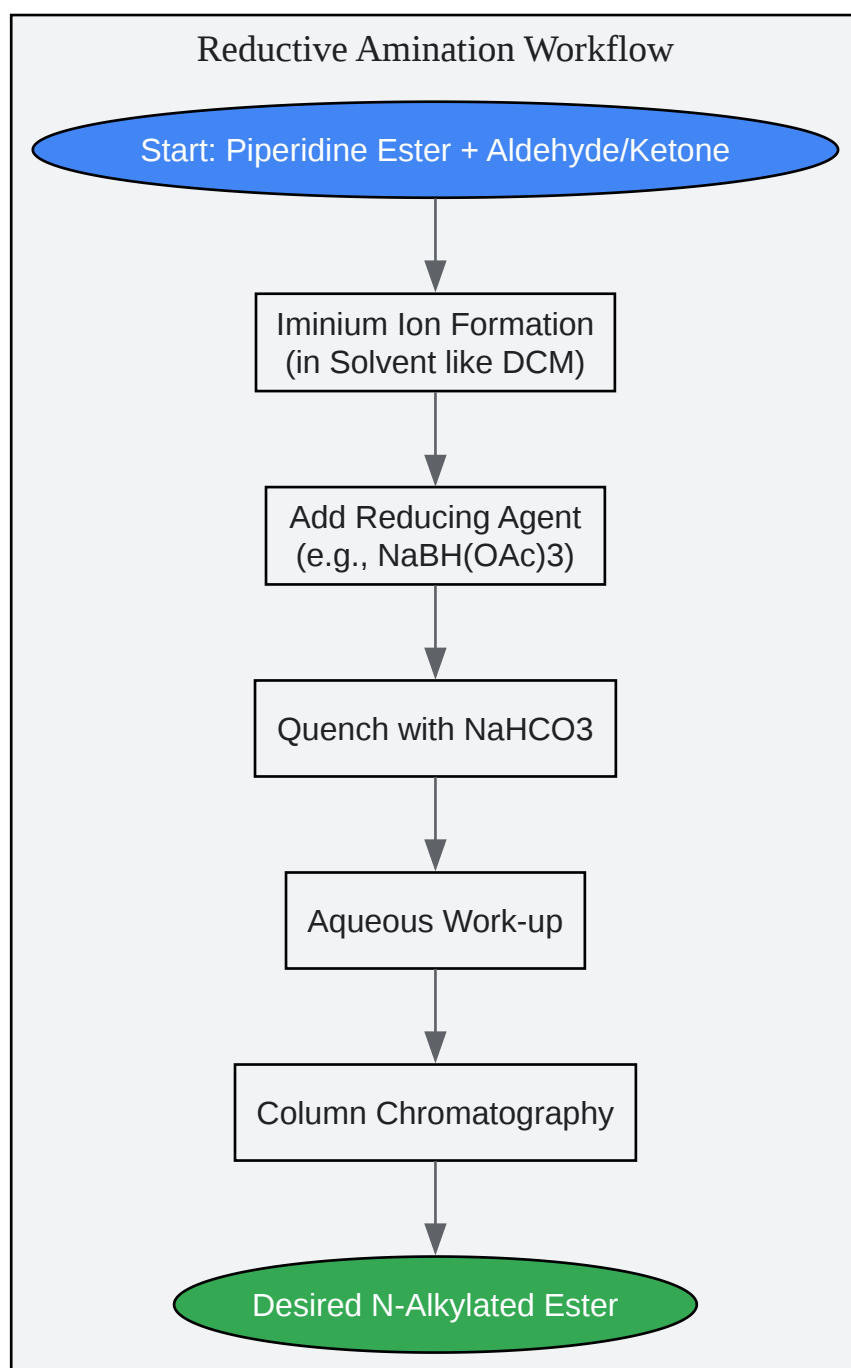 Reductive Amination Workflow
Start: Piperidine Ester + Aldehyde/Ketone
Iminium Ion Formation
(in Solvent like DCM)
Add Reducing Agent
(e.g., NaBH(OAc)3)
Quench with NaHCO3
Aqueous Work-up
Column Chromatography
Desired N-Alkylated Ester